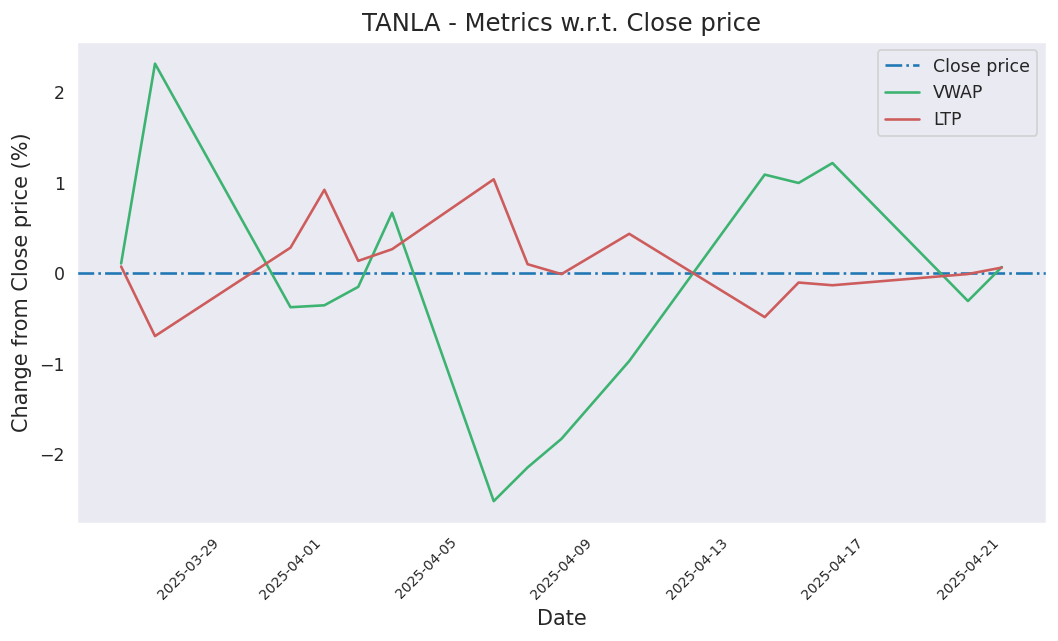 TANLA - Metrics w.r.t. Close price
Close price
VWAP
LTP
Change from Close price (%)
2
1
0
−1
−2
2025-03-29
2025-04-01
2025-04-05
2025-04-09
2025-04-13
2025-04-17
2025-04-21
Date